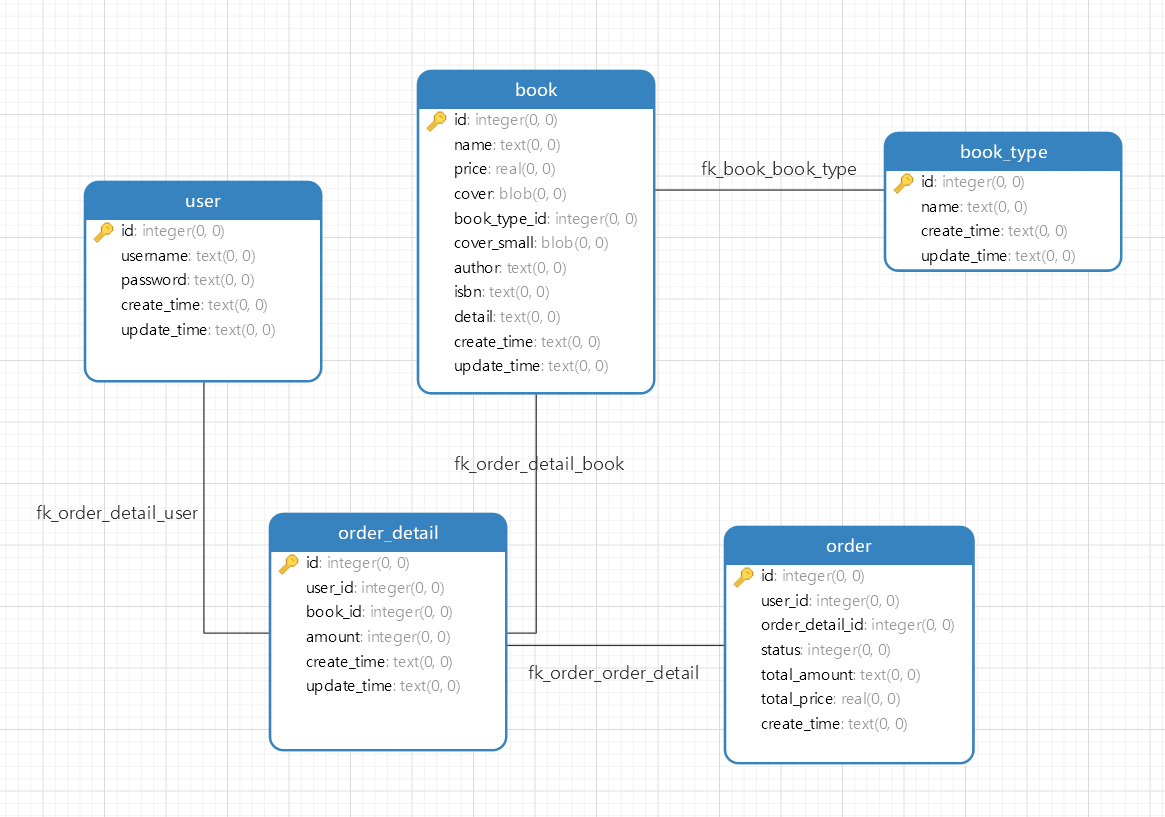 book
id: integer(0, 0)
name: text(0, 0)
price: real(0, 0)
cover: blob(0, 0)
book_type_id: integer(0, 0)
cover_small: blob(0, 0)
author: text(0, 0)
isbn: text(0, 0)
detail: text(0, 0)
create_time: text(0, 0)
update_time: text(0, 0)
fk_book_book_type
book_type
id: integer(0, 0)
name: text(0, 0)
create_time: text(0, 0)
update_time: text(0, 0)
user
id: integer(0, 0)
username: text(0, 0)
password: text(0, 0)
create_time: text(0, 0)
update_time: text(0, 0)
fk_order_detail_book
fk_order_detail_user
order_detail
id: integer(0, 0)
user_id: integer(0, 0)
book_id: integer(0, 0)
amount: integer(0, 0)
create_time: text(0, 0)
update_time: text(0, 0)
fk_order_order_detail
order
id: integer(0, 0)
user_id: integer(0, 0)
order_detail_id: integer(0, 0)
status: integer(0, 0)
total_amount: text(0, 0)
total_price: real(0, 0)
create_time: text(0, 0)